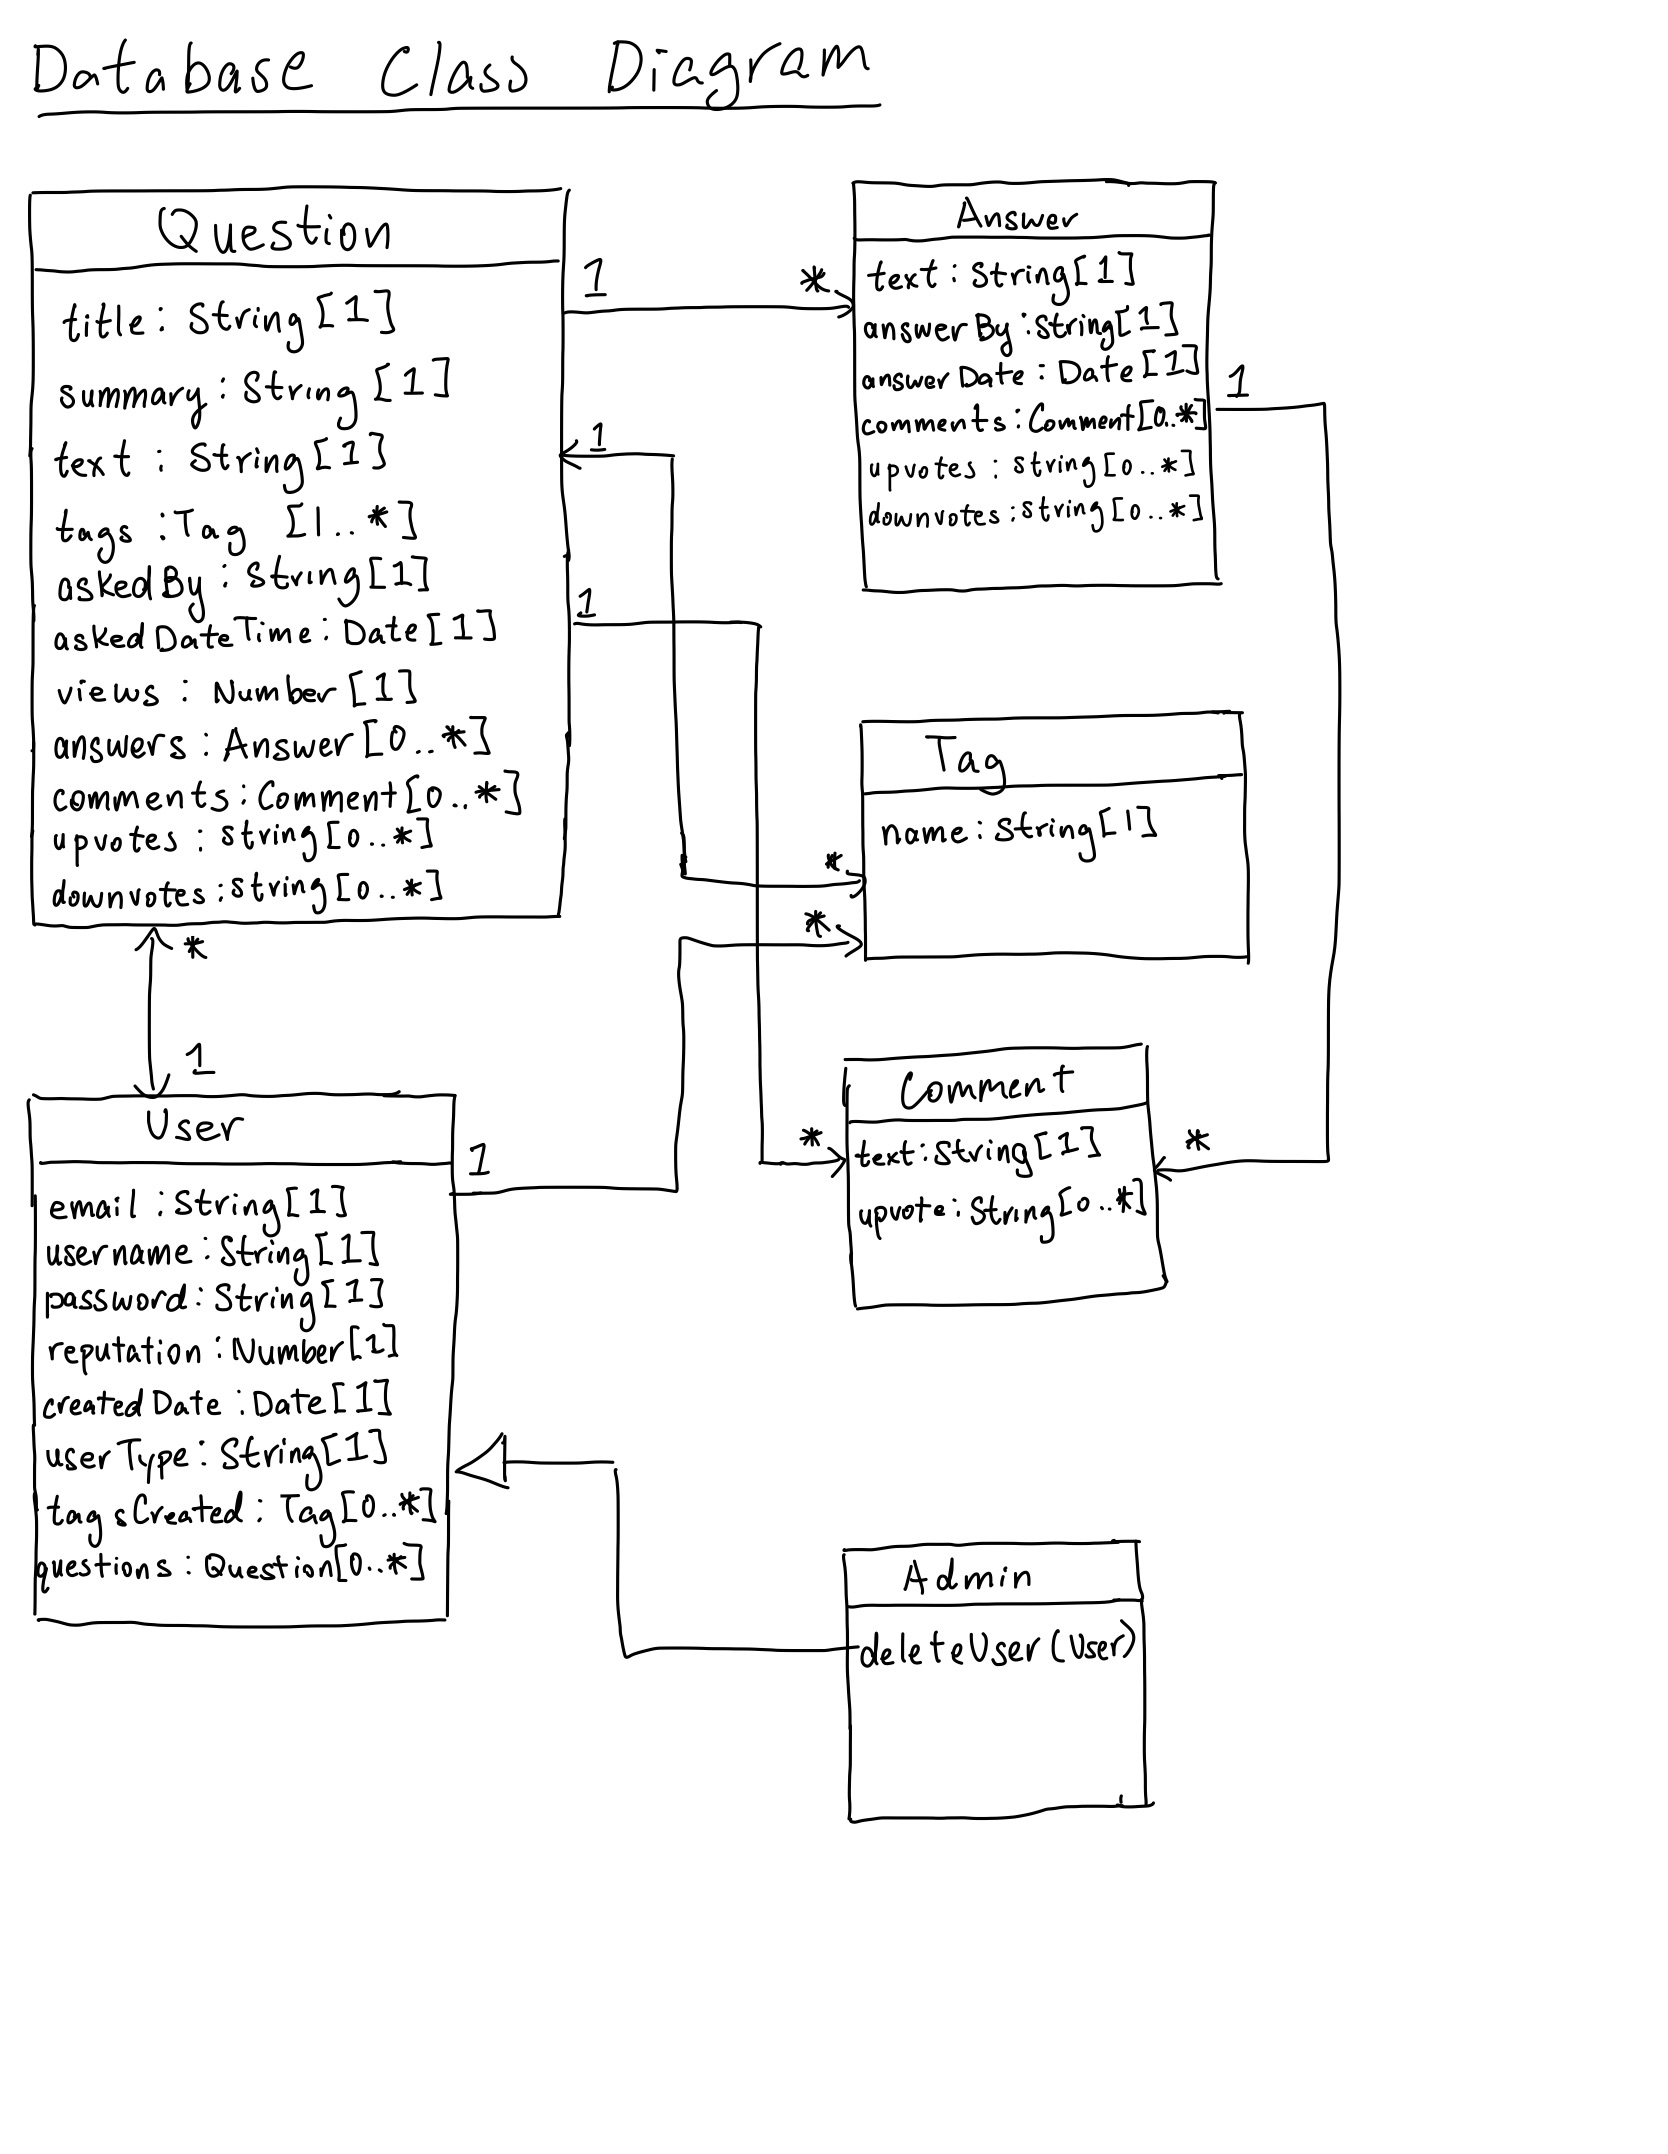 Database Class Diagram
Question
title: String[1]
summary: String[1]
text : String[1]
tags : Tag [1..*]
askedBy : String[1]
askedDateTime: Date[1]
views : Number[1]
answers : Answer[0..*]
comments: Comment[0..*]
upvotes : String[0..*]
downvotes: String[0..*]
1
*
1
1
*
1
Answer
text: String[1]
answerBy: String[1]
answerDate: Date[1]
comments: Comment[0..*]
upvotes : String[0..*]
downvotes: String[0..*]
1
Tag
name: String[1]
*
*
Comment
text: String[1]
upvote: String[0..*]
*
*
User
email : String[1]
username: String[1]
password: String[1]
reputation: Number[1]
createdDate : Date[1]
userType: String[1]
tagsCreated: Tag[0..*]
questions: Question[0..*]
1
Admin
deleteUser(User)